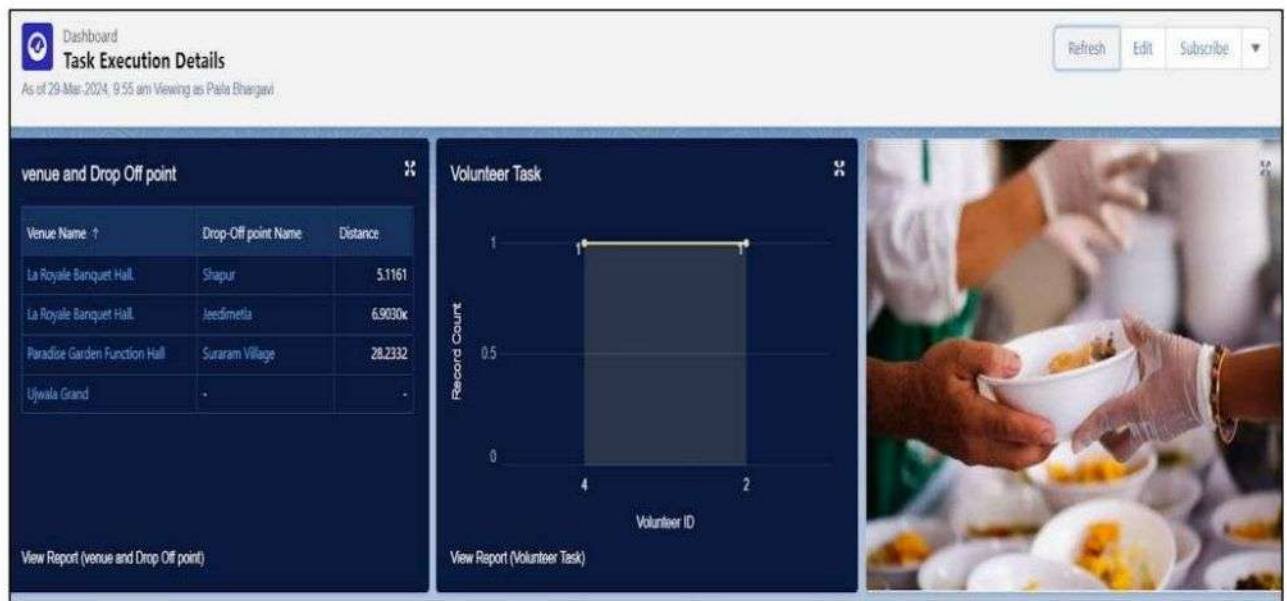 Dashboard
Task Execution Details
As of 29-Mar-2024, 9:55 am Viewing as Paila Bhargavi
Refresh Edit Subscribe ▼
venue and Drop Off point
Venue Name ↑ Drop-Off point Name Distance
La Royale Banquet Hall. Shapur 5.1161
La Royale Banquet Hall. Jeedimetla 6.9030K
Paradise Garden Function Hall Suraram Village 28.2332
Ujwala Grand - -
View Report (venue and Drop Off point)
Volunteer Task
1
1 1
Record Count
0.5
0
4 2
Volunteer ID
View Report (Volunteer Task)